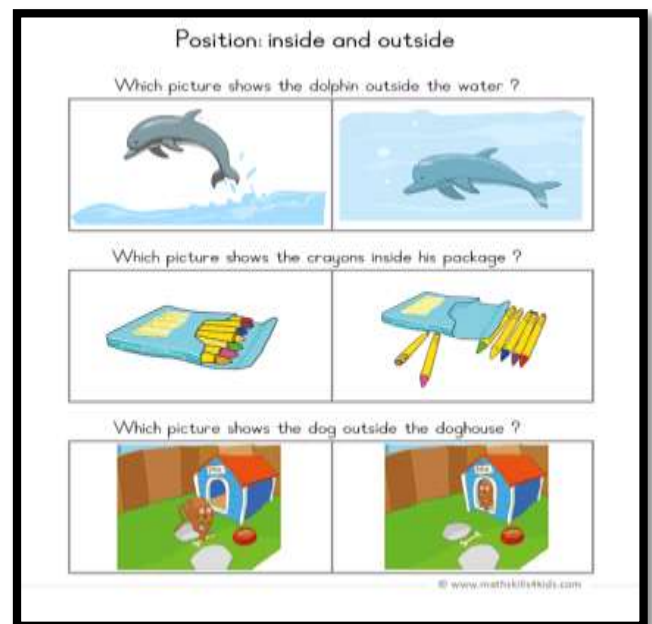 Position: inside and outside
Which picture shows the dolphin outside the water ?
Which picture shows the crayons inside his package ?
Which picture shows the dog outside the doghouse ?
© www.mathskills4kids.com